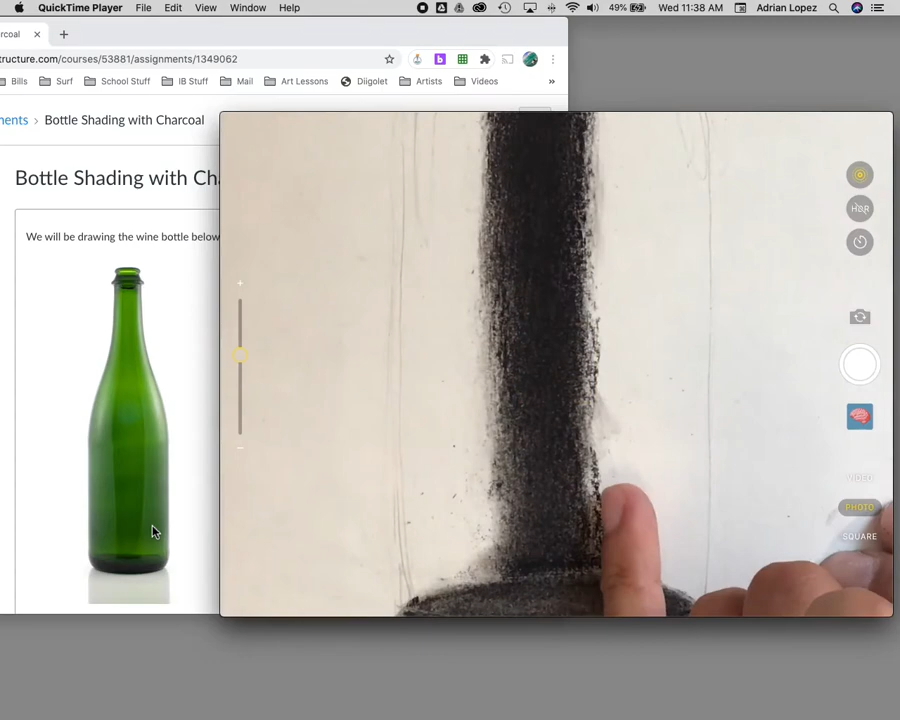 QuickTime Player File Edit View Window Help 49% Wed 11:38 AM Adrian Lopez
rcoal
structure.com/courses/53881/assignments/1349062
Bills Surf School Stuff IB Stuff Mail Art Lessons Diigolet Artists Videos »
nents › Bottle Shading with Charcoal
Bottle Shading with Cha
We will be drawing the wine bottle below
HDR
VIDEO
PHOTO
SQUARE